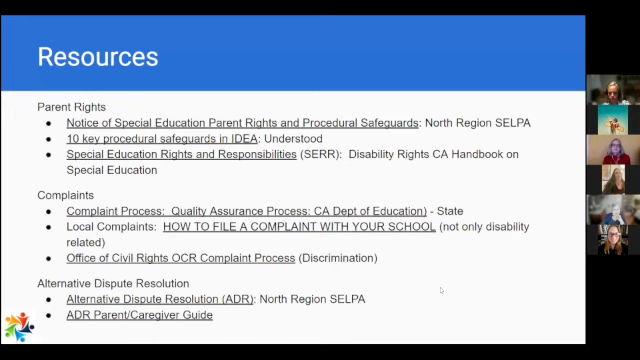 Resources
Parent Rights
● Notice of Special Education Parent Rights and Procedural Safeguards: North Region SELPA
● 10 key procedural safeguards in IDEA: Understood
● Special Education Rights and Responsibilities (SERR): Disability Rights CA Handbook on
Special Education
Complaints
● Complaint Process: Quality Assurance Process: CA Dept of Education) - State
● Local Complaints: HOW TO FILE A COMPLAINT WITH YOUR SCHOOL (not only disability
related)
● Office of Civil Rights OCR Complaint Process (Discrimination)
Alternative Dispute Resolution
● Alternative Dispute Resolution (ADR): North Region SELPA
● ADR Parent/Caregiver Guide